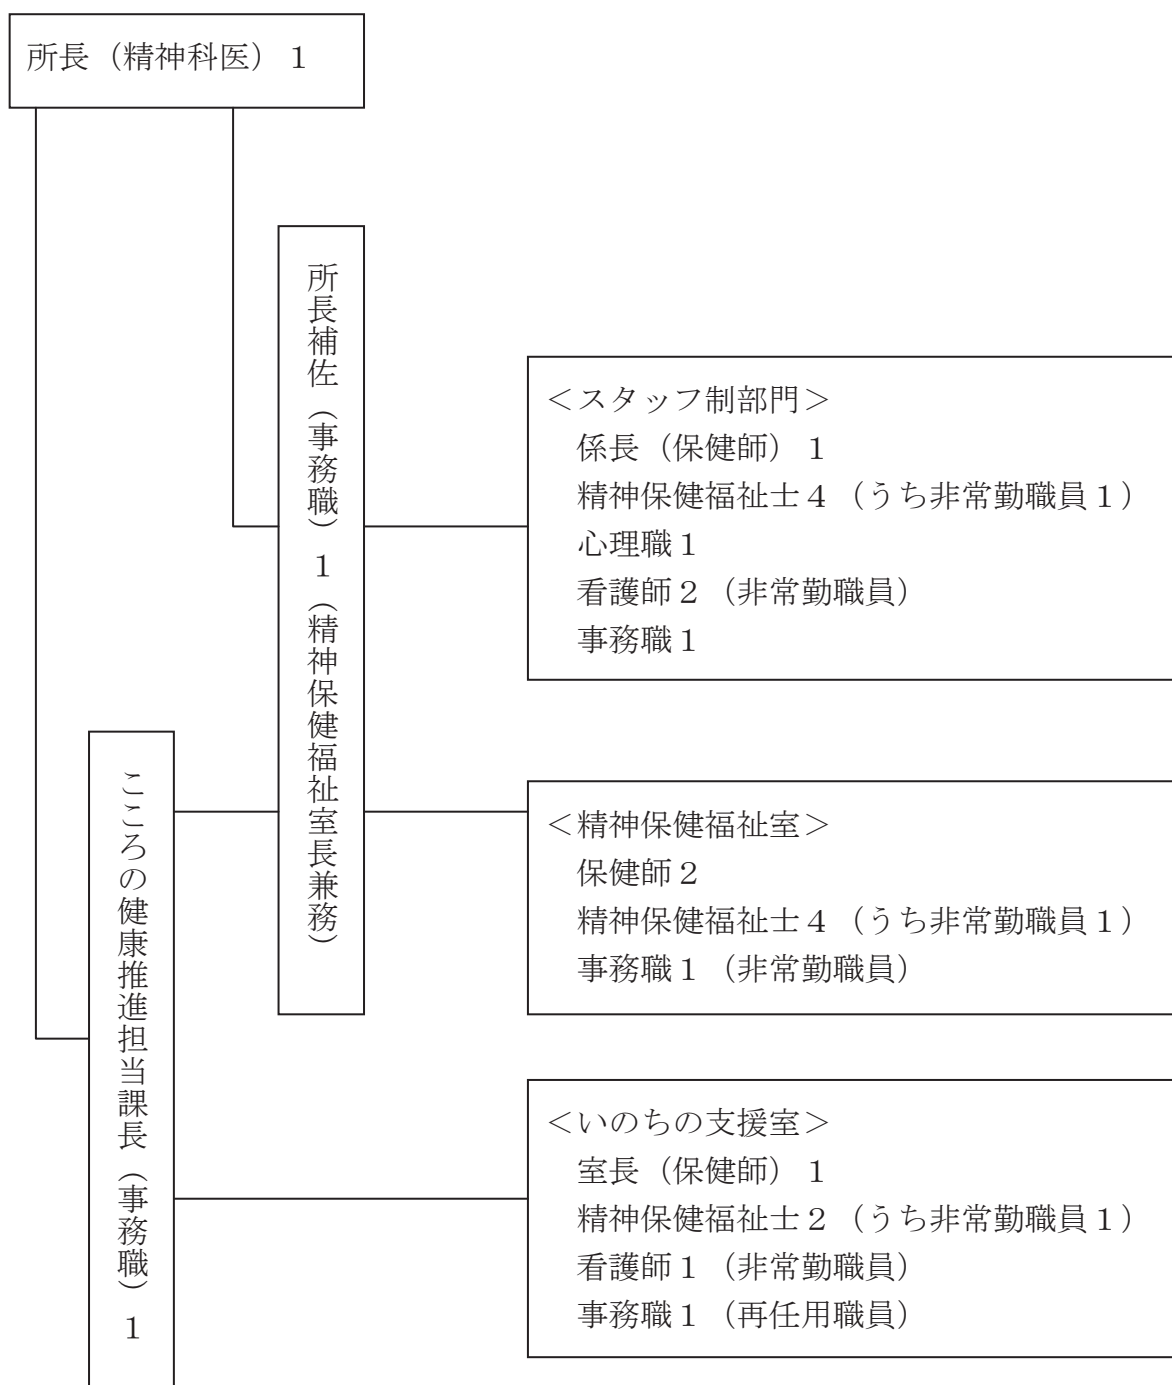 所長（精神科医）１
所長補佐（事務職）１（精神保健福祉室長兼務）
＜スタッフ制部門＞
係長（保健師）１
精神保健福祉士４（うち非常勤職員１）
心理職１
看護師２（非常勤職員）
事務職１
こころの健康推進担当課長（事務職）１
＜精神保健福祉室＞
保健師２
精神保健福祉士４（うち非常勤職員１）
事務職１（非常勤職員）
＜いのちの支援室＞
室長（保健師）１
精神保健福祉士２（うち非常勤職員１）
看護師１（非常勤職員）
事務職１（再任用職員）